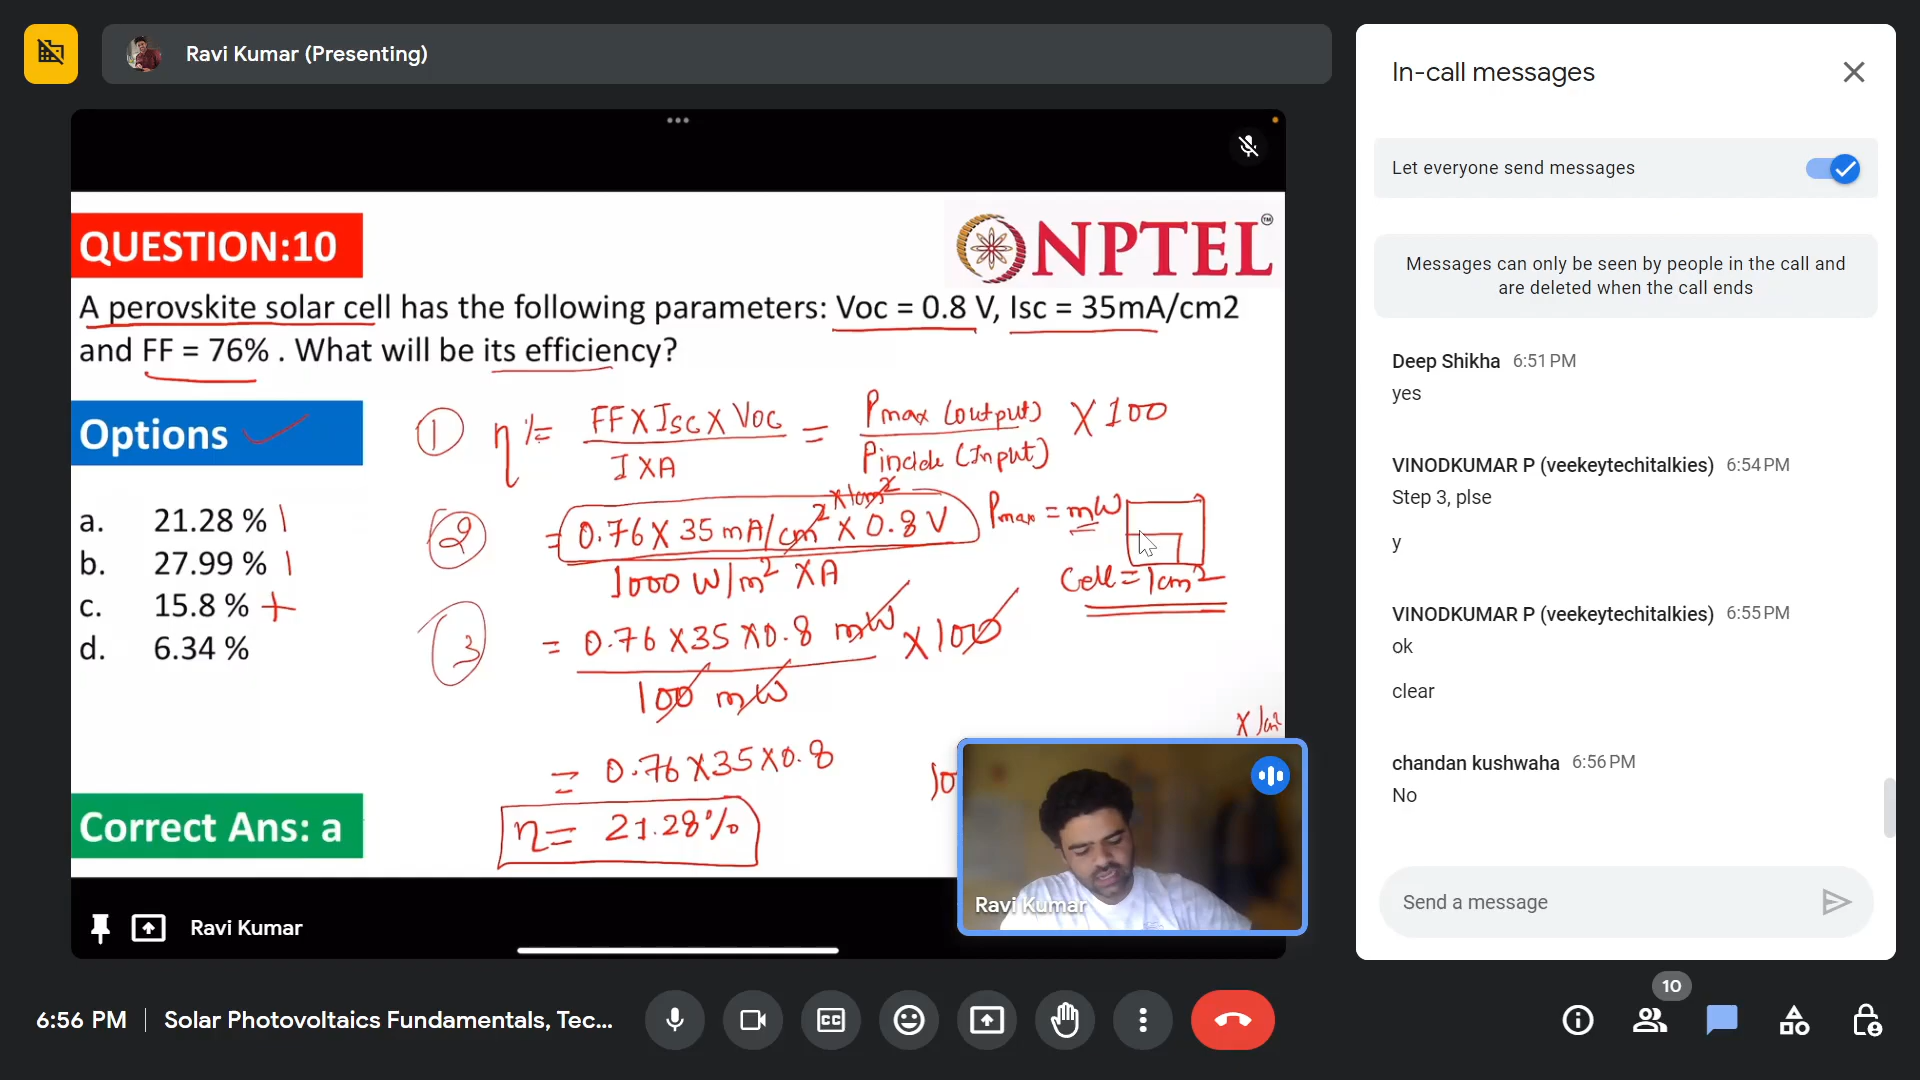 Ravi Kumar (Presenting)
QUESTION:10
NPTEL
TM
A perovskite solar cell has the following parameters: Voc = 0.8 V, Isc = 35mA/cm2
and FF = 76% . What will be its efficiency?
Options
a. 21.28 %
b. 27.99 %
c. 15.8 %
d. 6.34 %
Correct Ans: a
① η% = FF X Isc X Voc / I X A = Pmax (output) / (Input) X 100
② = 0.76 X 35 mA/cm² X 0.8 V / 1000 W/m² X A
X 1cm²
Pmax = mW
Cell = 1cm²
③ = 0.76 X 35 X 0.8 mW / 100 mW X 100
= 0.76 X 35 X 0.8
η = 21.28%
Ravi Kumar
Ravi Kumar
6:56 PM
Solar Photovoltaics Fundamentals, Tec...
CC
10
In-call messages
Let everyone send messages
Messages can only be seen by people in the call and
are deleted when the call ends
Deep Shikha 6:51 PM
yes
VINODKUMAR P (veekeytechitalkies) 6:54 PM
Step 3, plse
y
VINODKUMAR P (veekeytechitalkies) 6:55 PM
ok
clear
chandan kushwaha 6:56 PM
No
Send a message